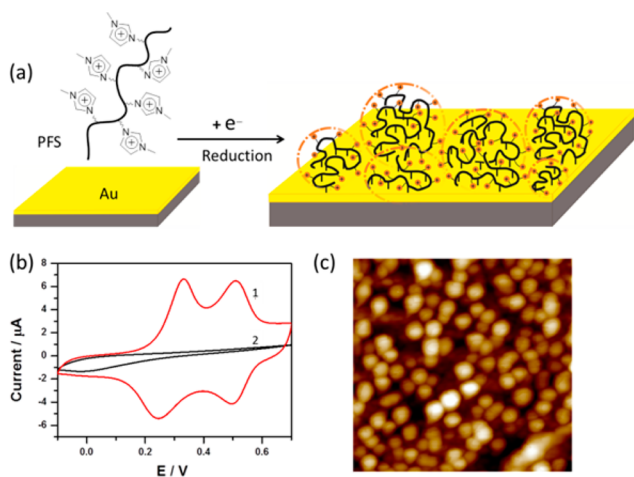 (a)
N
N
N
N
N
N
N
N
N
N
N
N
PFS
+ e⁻
Reduction
Au
(b)
(c)
8
6
4
2
0
-2
-4
-6
Current / μA
1
2
0.0
0.2
0.4
0.6
E / V